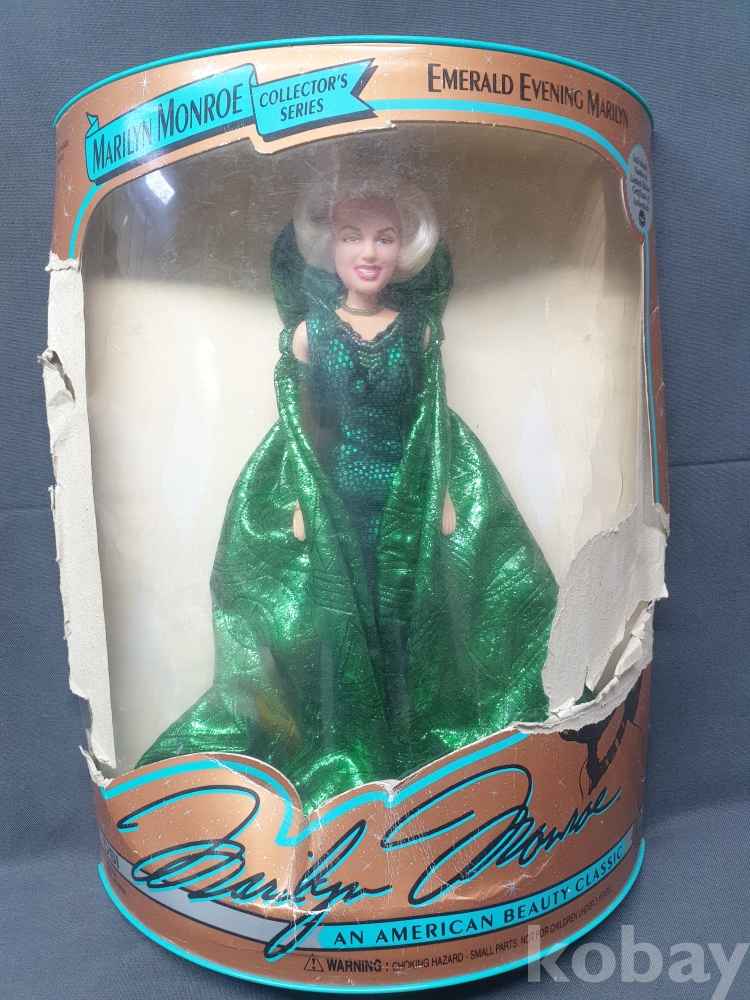 MARILYN MONROE
COLLECTOR'S
SERIES
EMERALD EVENING MARILYN
Marilyn Monroe
AN AMERICAN BEAUTY CLASSIC
WARNING: CHOKING HAZARD - SMALL PARTS. NOT FOR CHILDREN UNDER 3 YEARS.
kobay